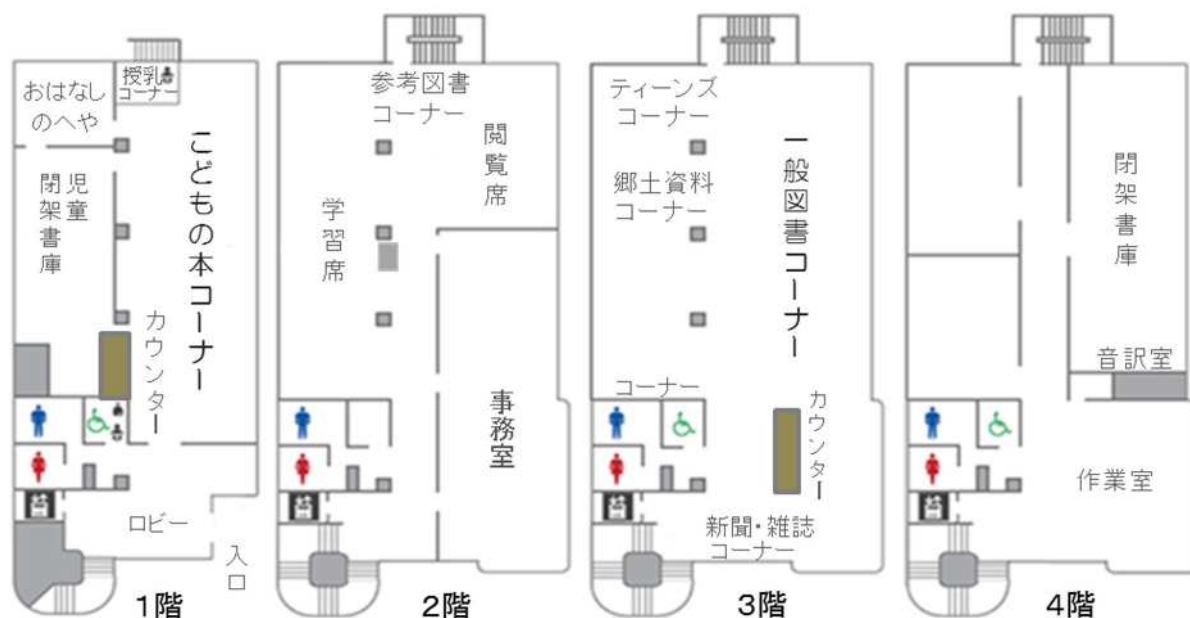 おはなし
のへや
授乳
コーナー
児童
閉架書庫
こどもの本コーナー
カウンター
ロビー
入口
1階
参考図書
コーナー
閲覧席
学習席
事務室
2階
ティーンズ
コーナー
郷土資料
コーナー
一般図書コーナー
コーナー
カウンター
新聞・雑誌
コーナー
3階
閉架書庫
音訳室
作業室
4階